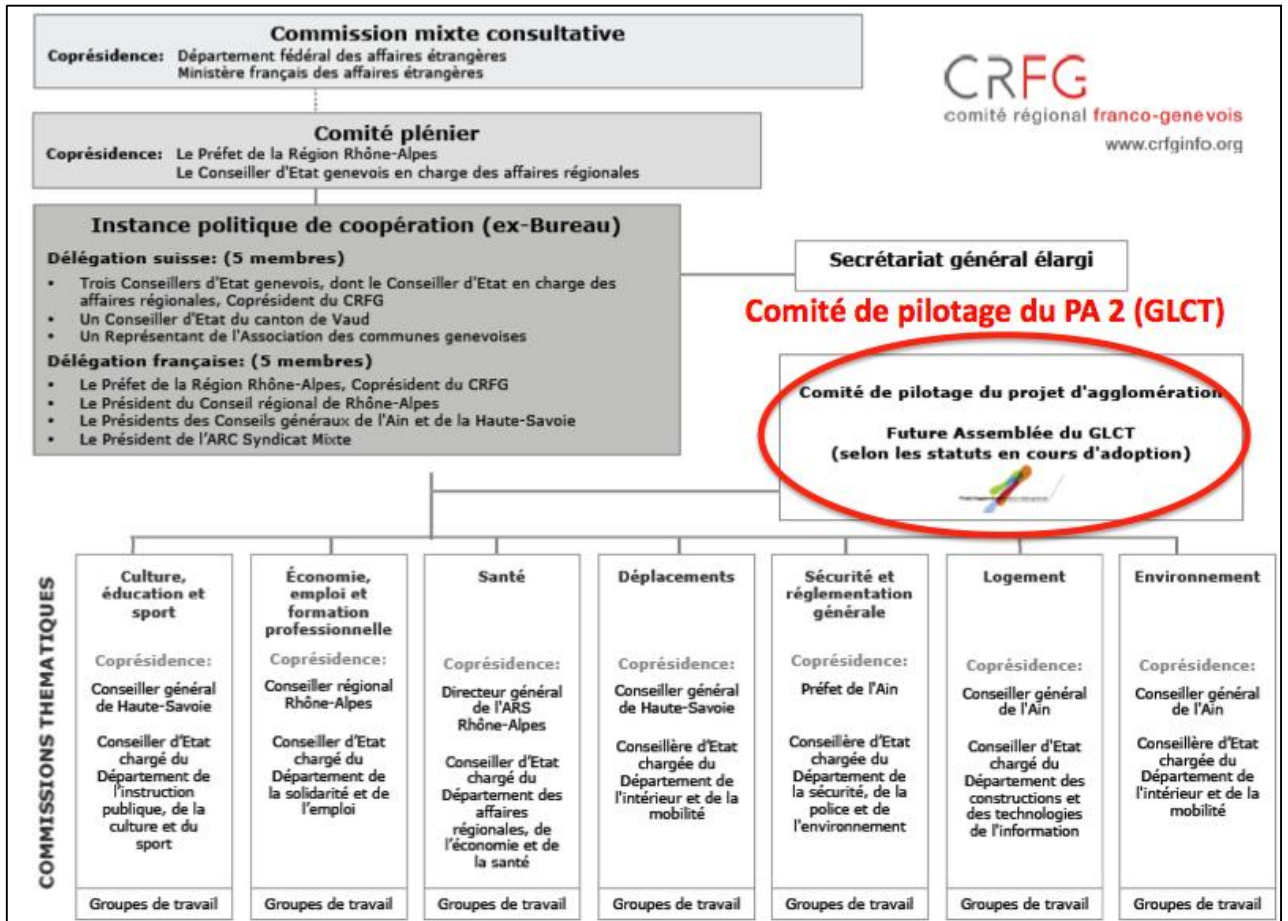 Commission mixte consultative
Coprésidence: Département fédéral des affaires étrangères
Ministère français des affaires étrangères
CRFG
comité régional franco-genevois
www.crfginfo.org
Comité plénier
Coprésidence: Le Préfet de la Région Rhône-Alpes
Le Conseiller d'Etat genevois en charge des affaires régionales
Instance politique de coopération (ex-Bureau)
Délégation suisse: (5 membres)
▪ Trois Conseillers d'Etat genevois, dont le Conseiller d'Etat en charge des
affaires régionales, Coprésident du CRFG
▪ Un Conseiller d'Etat du canton de Vaud
▪ Un Représentant de l'Association des communes genevoises
Délégation française: (5 membres)
▪ Le Préfet de la Région Rhône-Alpes, Coprésident du CRFG
▪ Le Président du Conseil régional de Rhône-Alpes
▪ Le Présidents des Conseils généraux de l'Ain et de la Haute-Savoie
▪ Le Président de l'ARC Syndicat Mixte
Secrétariat général élargi
Comité de pilotage du PA 2 (GLCT)
Comité de pilotage du projet d'agglomération
Future Assemblée du GLCT
(selon les statuts en cours d'adoption)
COMMISSIONS THEMATIQUES
Culture,
éducation et
sport
Coprésidence:
Conseiller général
de Haute-Savoie
Conseiller d'Etat
chargé du
Département de
l'instruction
publique, de la
culture et du
sport
Groupes de travail
Économie,
emploi et
formation
professionnelle
Coprésidence:
Conseiller régional
Rhône-Alpes
Conseiller d'Etat
chargé du
Département de
la solidarité et de
l'emploi
Groupes de travail
Santé
Coprésidence:
Directeur général
de l'ARS
Rhône-Alpes
Conseiller d'Etat
chargé du
Département des
affaires
régionales, de
l'économie et de
la santé
Groupes de travail
Déplacements
Coprésidence:
Conseiller général
de Haute-Savoie
Conseillère d'Etat
chargée du
Département de
l'intérieur et de la
mobilité
Groupes de travail
Sécurité et
réglementation
générale
Coprésidence:
Préfet de l'Ain
Conseillère d'Etat
chargée du
Département de
la sécurité, de la
police et de
l'environnement
Groupes de travail
Logement
Coprésidence:
Conseiller général
de l'Ain
Conseiller d'Etat
chargé du
Département des
constructions et
des technologies
de l'information
Groupes de travail
Environnement
Coprésidence:
Conseiller général
de l'Ain
Conseillère d'Etat
chargée du
Département de
l'intérieur et de la
mobilité
Groupes de travail